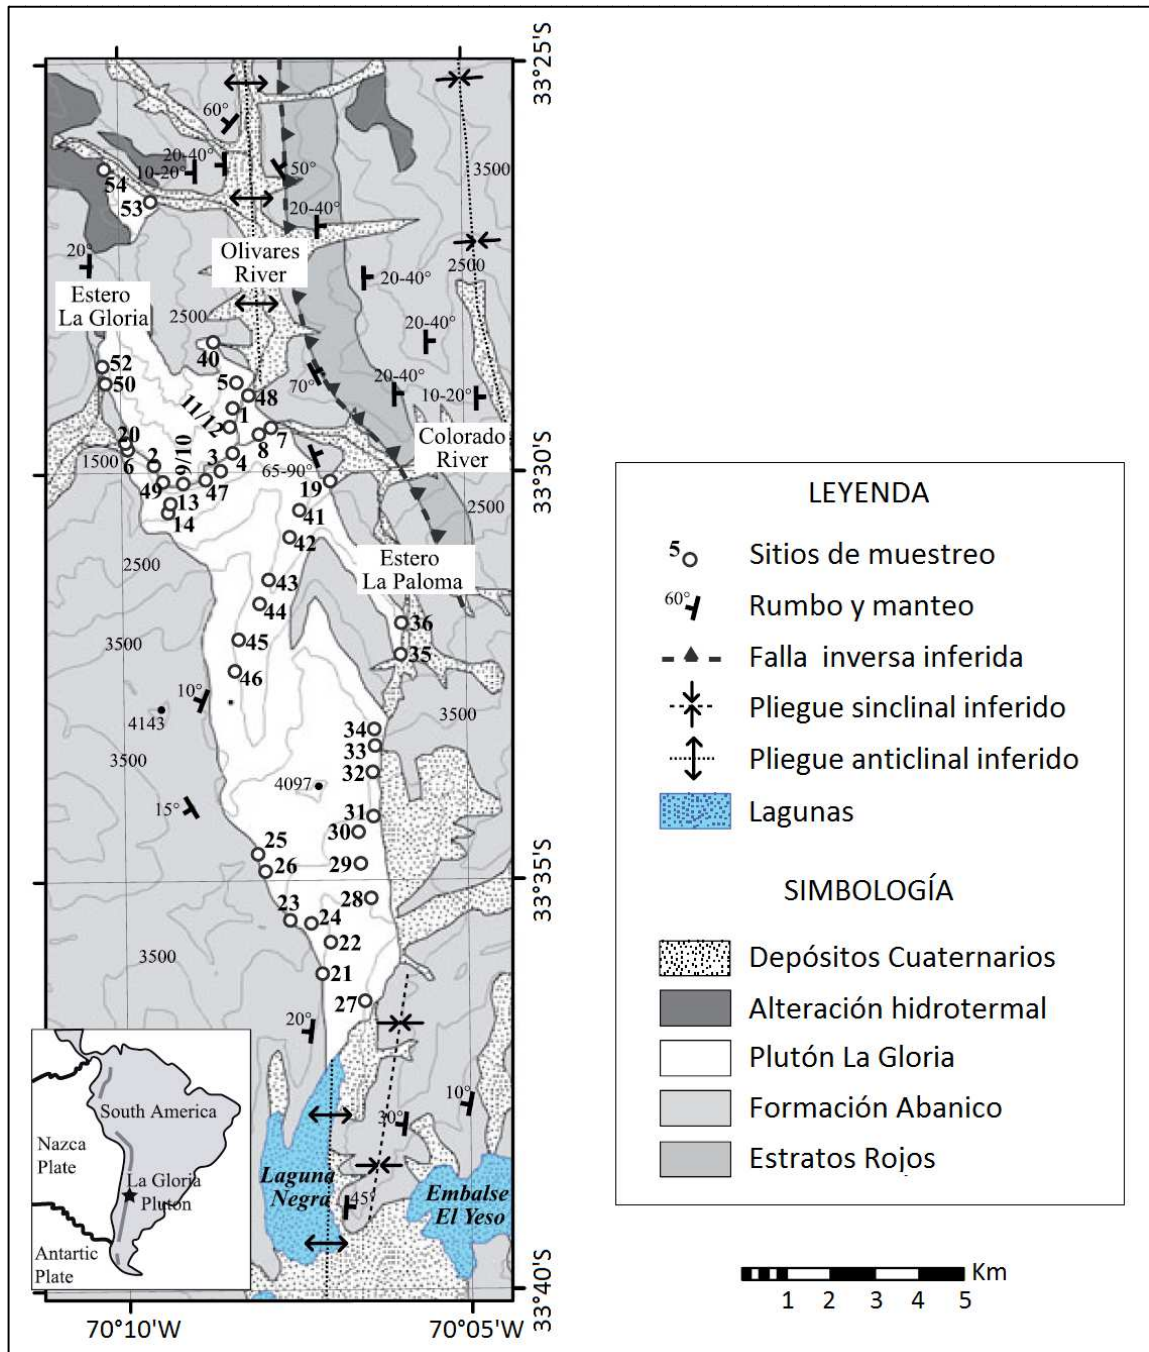 33°25'S
60°
20-40°
10-20°
50°
3500
54
53
20-40°
Olivares
River
20°
2500
20-40°
Estero
La Gloria
2500
20-40°
40
52
50
5
48
70°
20-40°
10-20°
11/12
1
7
8
Colorado
River
20
6
1500
2
9/10
3
4
65-90°
33°30'S
49
47
19
2500
13
14
41
42
2500
Estero
La Paloma
43
44
36
3500
45
35
46
10°
4143
34
3500
33
3500
32
4097
15°
31
30
25
29
26
33°35'S
28
23
24
22
3500
21
27
20°
10°
30°
Laguna
Negra
45°
Embalse
El Yeso
33°40'S
70°10'W
70°05'W
South America
Nazca
Plate
La Gloria
Pluton
Antartic
Plate
LEYENDA
5 Sitios de muestreo
60° Rumbo y manteo
Falla inversa inferida
Pliegue sinclinal inferido
Pliegue anticlinal inferido
Lagunas
SIMBOLOGÍA
Depósitos Cuaternarios
Alteración hidrotermal
Plutón La Gloria
Formación Abanico
Estratos Rojos
Km
1 2 3 4 5